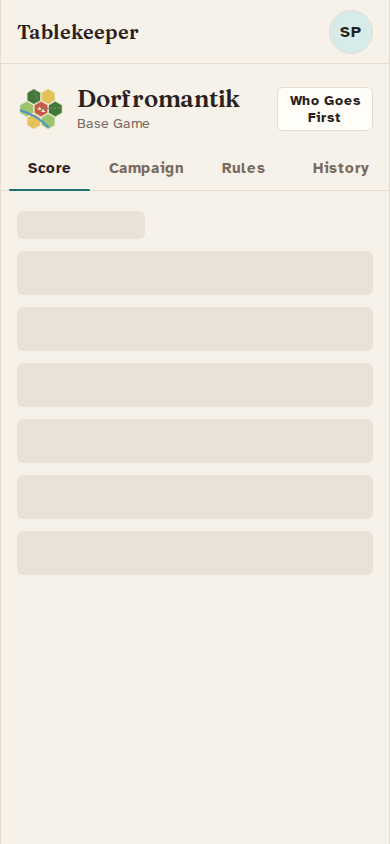 Tablekeeper
SP
Dorfromantik
Base Game
Who Goes
First
Score
Campaign
Rules
History